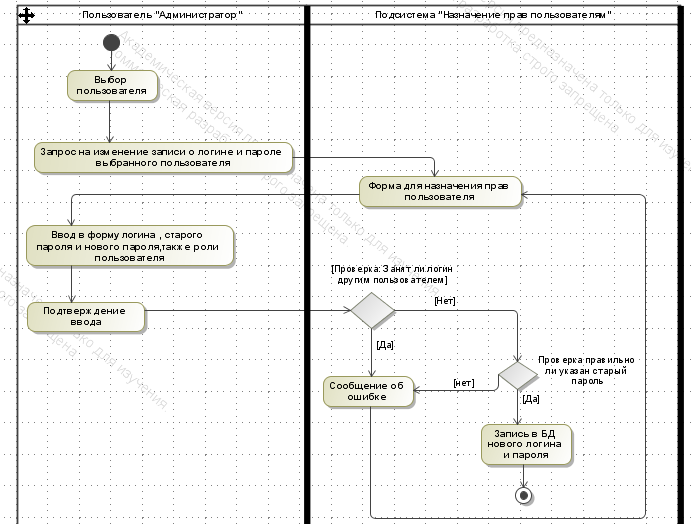 Пользователь "Администратор"
Подсистема "Назначение прав пользователям"
Выбор
пользователя
Запрос на изменение записи о логине и пароле
выбранного пользователя
Форма для назначения прав
пользователя
Ввод в форму логина , старого
пароля и нового пароля,также роли
пользователя
Подтверждение
ввода
[Проверка: Занят ли логин
другим пользователем]
[Нет]
[Да]
Проверка правильно
ли указан старый
пароль
[нет]
[Да]
Сообщение об
ошибке
Запись в БД
нового логина
и пароля